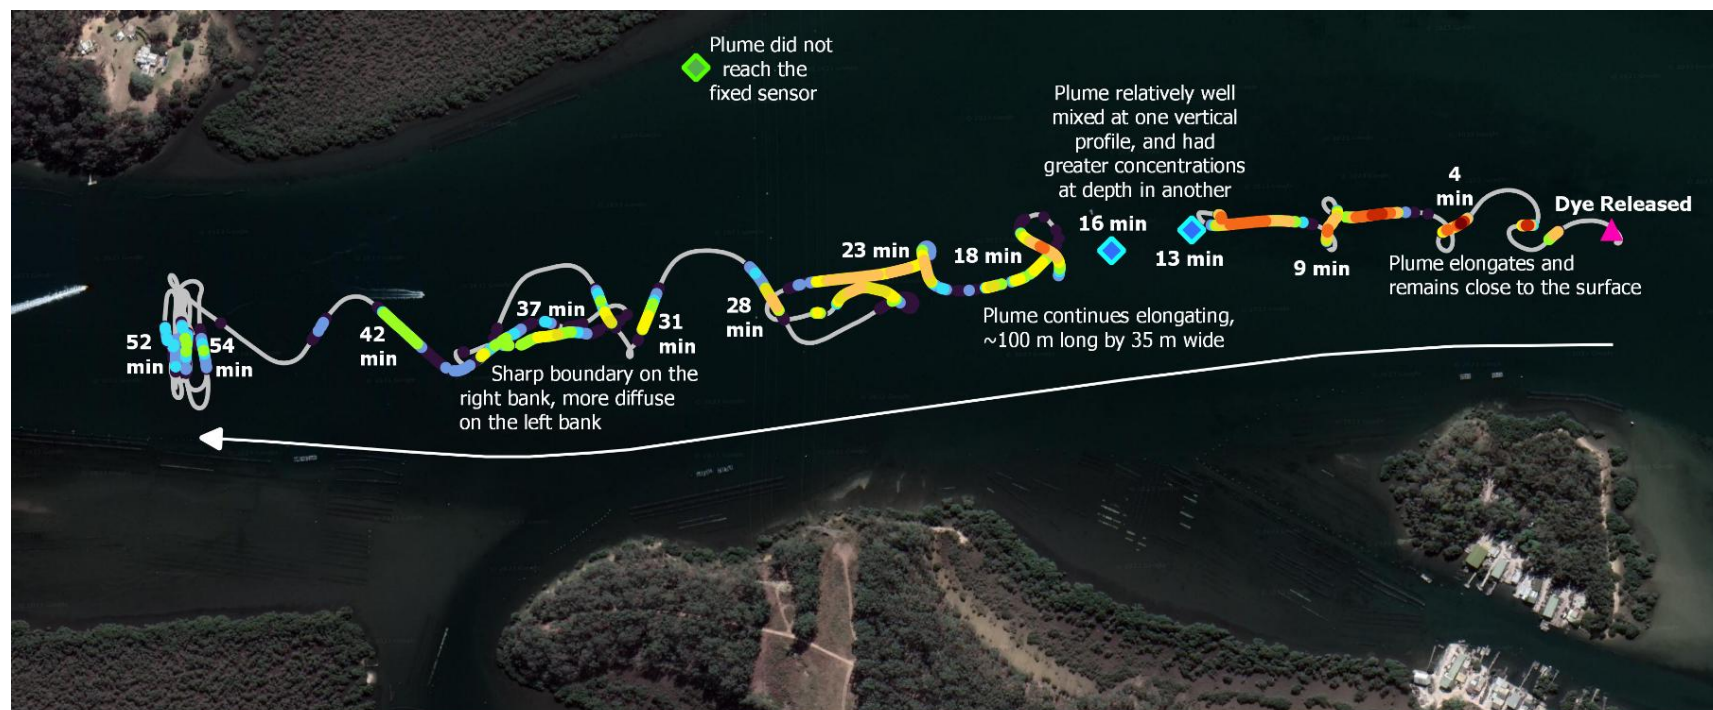 Plume did not
reach the
fixed sensor
Plume relatively well
mixed at one vertical
profile, and had
greater concentrations
at depth in another
4
min
Dye Released
16 min
13 min
9 min
Plume elongates and
remains close to the surface
23 min
18 min
Plume continues elongating,
~100 m long by 35 m wide
28
min
31
min
37 min
42
min
Sharp boundary on the
right bank, more diffuse
on the left bank
52
min
54
min